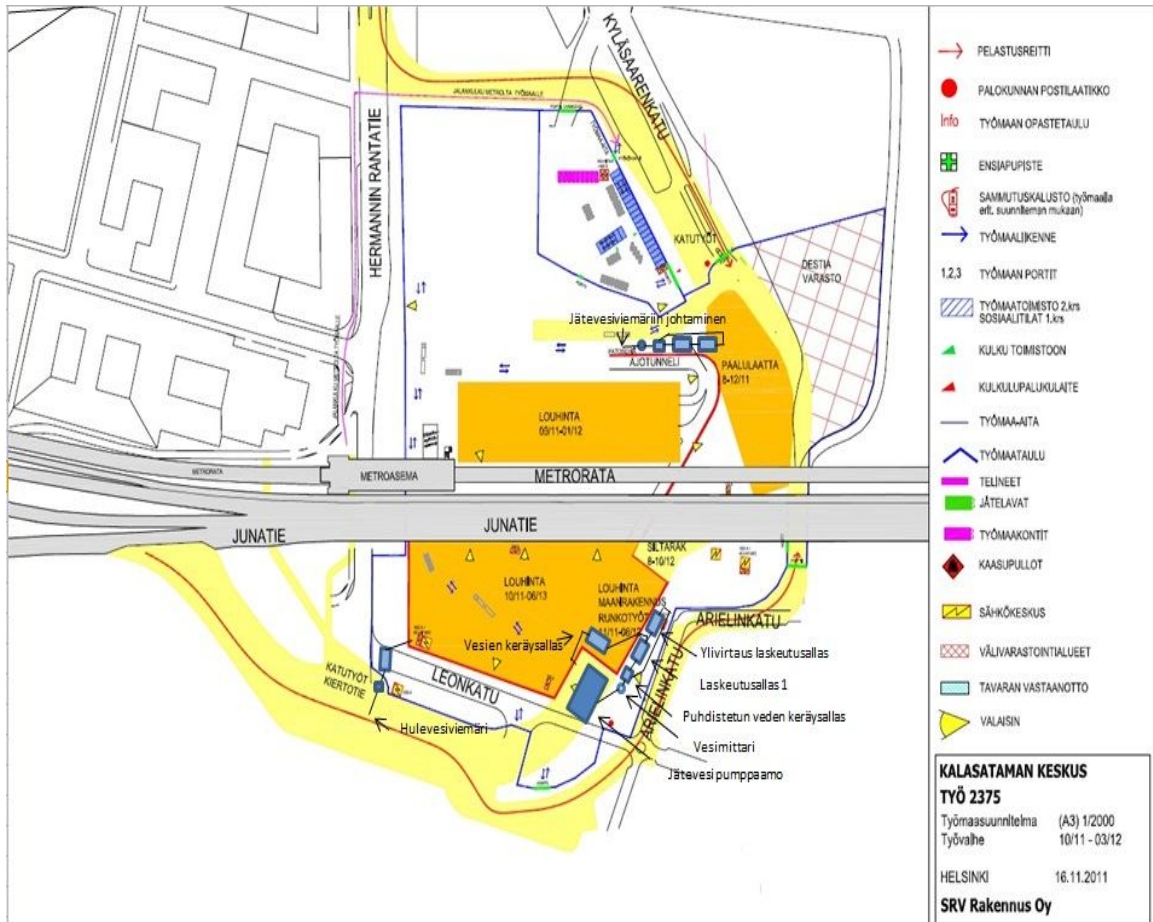 KYLÄSAARENKATU
JALANKULKU METROLTA TYÖMAALLE
HERMANNIN RANTATIE
KATUTYÖT
DESTIA
VARASTO
Jätevesiviemäriin johtaminen
AJOTUNNELI
PAALULAATTA
8-12/11
LOUHINTA
METRORATA
METROASEMA
METRORATA
JUNATIE
JUNATIE
SILTARAK
8-10/12
LOUHINTA
10/11-06/13
LOUHINTA
MAANRAKENNUS
RUNKOTYÖT
ARIELINKATU
Vesien keräysallas
Ylivirtaus laskeutusallas
KATUTYÖT
KIERTOTIE
LEONKATU
Laskeutusallas 1
ARIELINKATU
Puhdistetun veden keräysallas
Hulevesiviemäri
Vesimittari
Jätevesi pumppaamo
PELASTUSREITTI
PALOKUNNAN POSTILAATIKKO
Info TYÖMAAN OPASTETAULU
ENSIAPUPISTE
SAMMUTUSKALUSTO (työmaalla
erit. suunnitelman mukaan)
TYÖMAALIIKENNE
1,2,3 TYÖMAAN PORTIT
TYÖMAATOIMISTO 2.krs
SOSIAALITILAT 1.krs
KULKU TOIMISTOON
KULKULUPALUKULAITE
TYÖMAA-AITA
TYÖMAATAULU
TELINEET
JÄTELAVAT
TYÖMAAKONTIT
KAASUPULLOT
SÄHKÖKESKUS
VÄLIVARASTOINTIALUEET
TAVARAN VASTAANOTTO
VALAISIN
KALASATAMAN KESKUS
TYÖ 2375
Työmaasuunnitelma (A3) 1/2000
Työvaihe 10/11 - 03/12
HELSINKI 16.11.2011
SRV Rakennus Oy